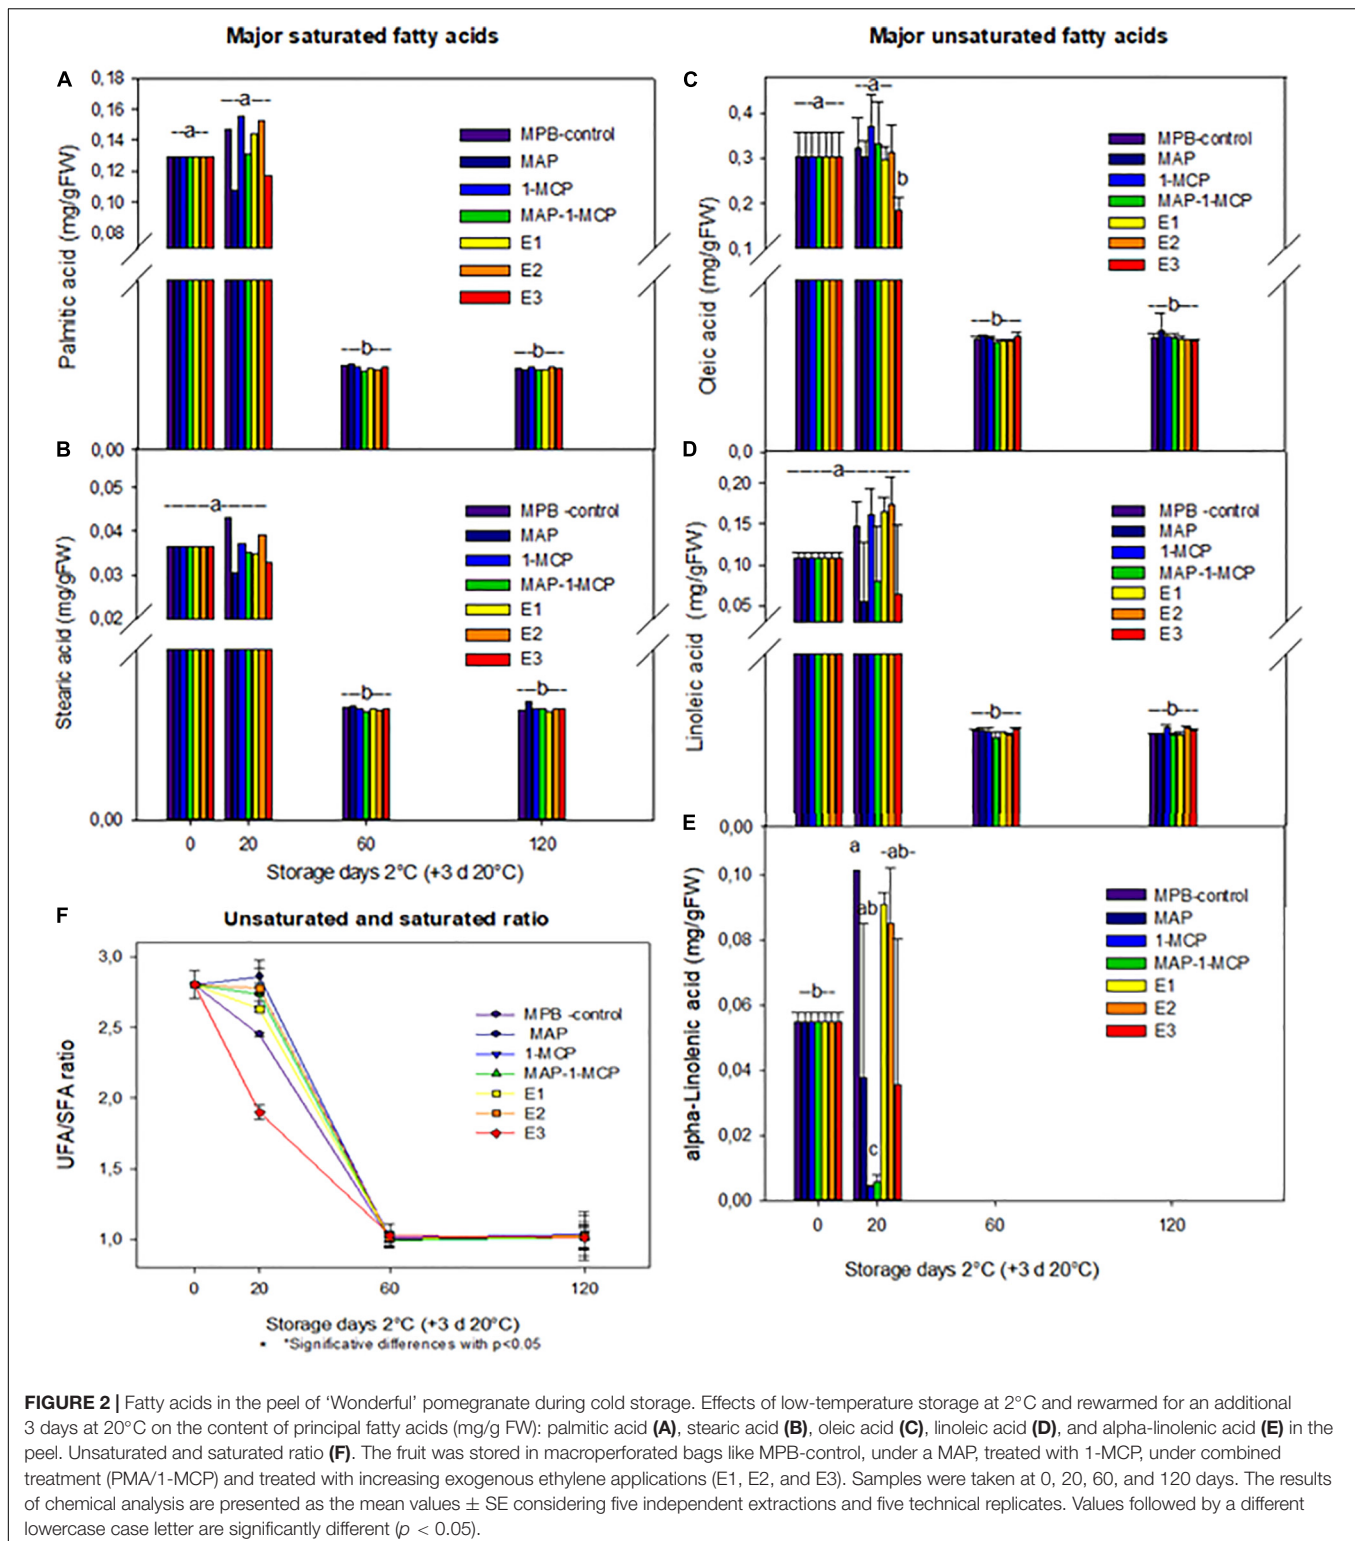 Major saturated fatty acids
A
0,18
0,16
0,14
0,12
0,10
0,08
0,00
Palmitic acid (mg/gFW)
--a--
--a--
--b--
--b--
MPB-control
MAP
1-MCP
MAP-1-MCP
E1
E2
E3
B
0,05
0,04
0,03
0,02
0,00
Stearic acid (mg/gFW)
------a------
--b--
--b--
MPB -control
MAP
1-MCP
MAP-1-MCP
E1
E2
E3
0 20 60 120
Storage days 2°C (+3 d 20°C)
Major unsaturated fatty acids
C
0,4
0,3
0,2
0,1
0,0
Oleic acid (mg/gFW)
---a---
--a--
b
--b--
--b--
MPB-control
MAP
1-MCP
MAP-1-MCP
E1
E2
E3
D
0,20
0,15
0,10
0,05
0,00
Linoleic acid (mg/gFW)
------a--------
--b--
--b--
MPB -control
MAP
1-MCP
MAP-1-MCP
E1
E2
E3
E
0,10
0,08
0,06
0,04
0,02
0,00
alpha-Linolenic acid (mg/gFW)
--b--
a
ab
c
-ab-
MPB-control
MAP
1-MCP
MAP-1-MCP
E1
E2
E3
0 20 60 120
Storage days 2°C (+3 d 20°C)
F
Unsaturated and saturated ratio
3,0
2,5
2,0
1,5
1,0
UFA/SFA ratio
MPB -control
MAP
1-MCP
MAP-1-MCP
E1
E2
E3
0 20 60 120
Storage days 2°C (+3 d 20°C)
• *Significative differences with p<0.05
FIGURE 2 | Fatty acids in the peel of ‘Wonderful’ pomegranate during cold storage. Effects of low-temperature storage at 2°C and rewarmed for an additional
3 days at 20°C on the content of principal fatty acids (mg/g FW): palmitic acid (A), stearic acid (B), oleic acid (C), linoleic acid (D), and alpha-linolenic acid (E) in the
peel. Unsaturated and saturated ratio (F). The fruit was stored in macroperforated bags like MPB-control, under a MAP, treated with 1-MCP, under combined
treatment (PMA/1-MCP) and treated with increasing exogenous ethylene applications (E1, E2, and E3). Samples were taken at 0, 20, 60, and 120 days. The results
of chemical analysis are presented as the mean values ± SE considering five independent extractions and five technical replicates. Values followed by a different
lowercase case letter are significantly different (p < 0.05).